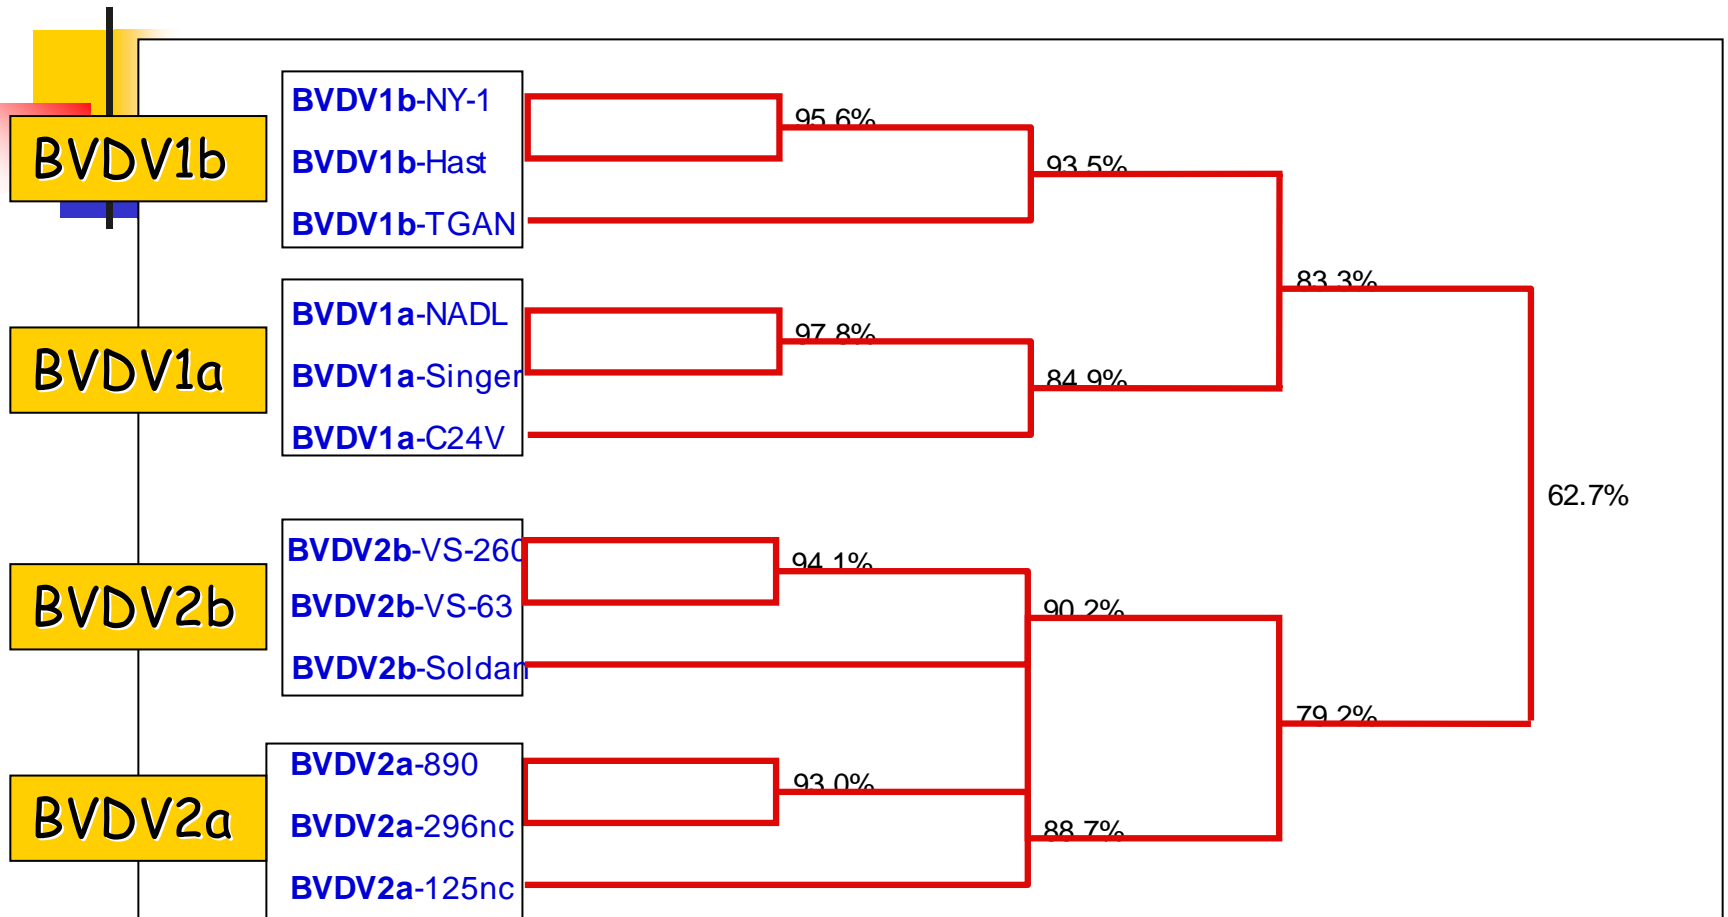 BVDV1b
BVDV1b-NY-1
BVDV1b-Hast
BVDV1b-TGAN
95.6%
93.5%
83.3%
BVDV1a
BVDV1a-NADL
BVDV1a-Singer
BVDV1a-C24V
97.8%
84.9%
62.7%
BVDV2b
BVDV2b-VS-260
BVDV2b-VS-63
BVDV2b-Soldan
94.1%
90.2%
79.2%
BVDV2a
BVDV2a-890
BVDV2a-296nc
BVDV2a-125nc
93.0%
88.7%